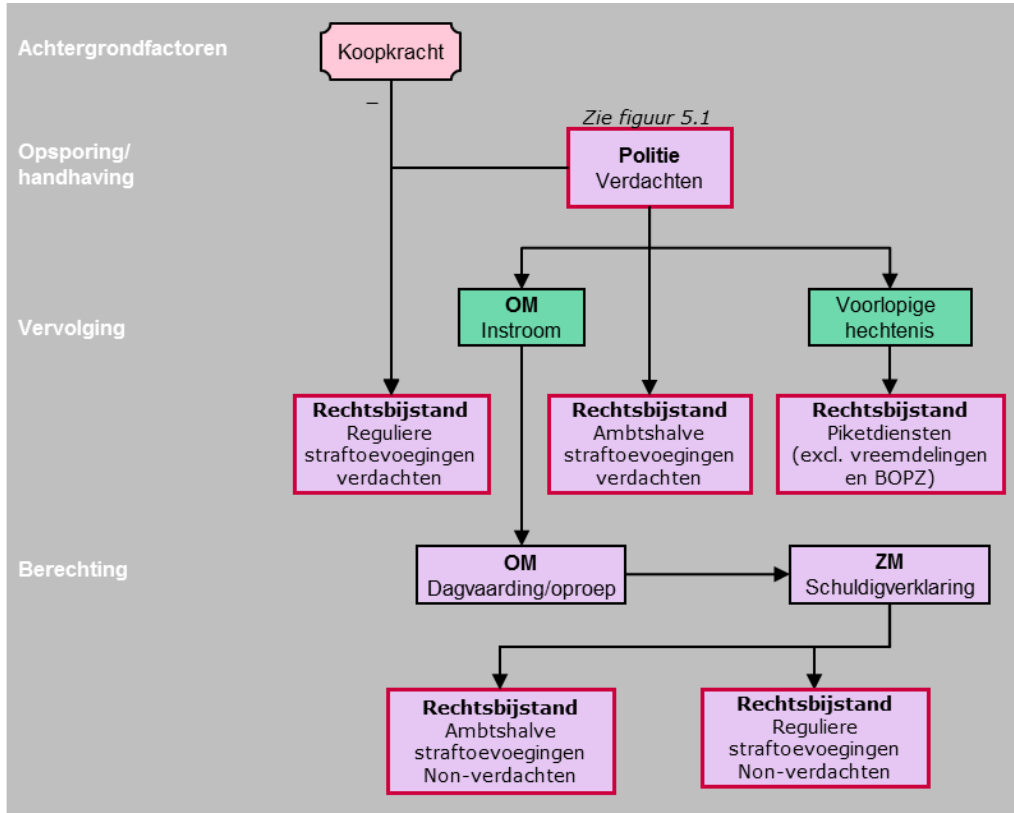 Achtergrondfactoren
Koopkracht
–
Zie figuur 5.1
Opsporing/
handhaving
Politie
Verdachten
Vervolging
OM
Instroom
Voorlopige
hechtenis
Rechtsbijstand
Reguliere
straftoevoegingen
verdachten
Rechtsbijstand
Ambtshalve
straftoevoegingen
verdachten
Rechtsbijstand
Piketdiensten
(excl. vreemdelingen
en BOPZ)
Berechting
OM
Dagvaarding/oproep
ZM
Schuldigverklaring
Rechtsbijstand
Ambtshalve
straftoevoegingen
Non-verdachten
Rechtsbijstand
Reguliere
straftoevoegingen
Non-verdachten